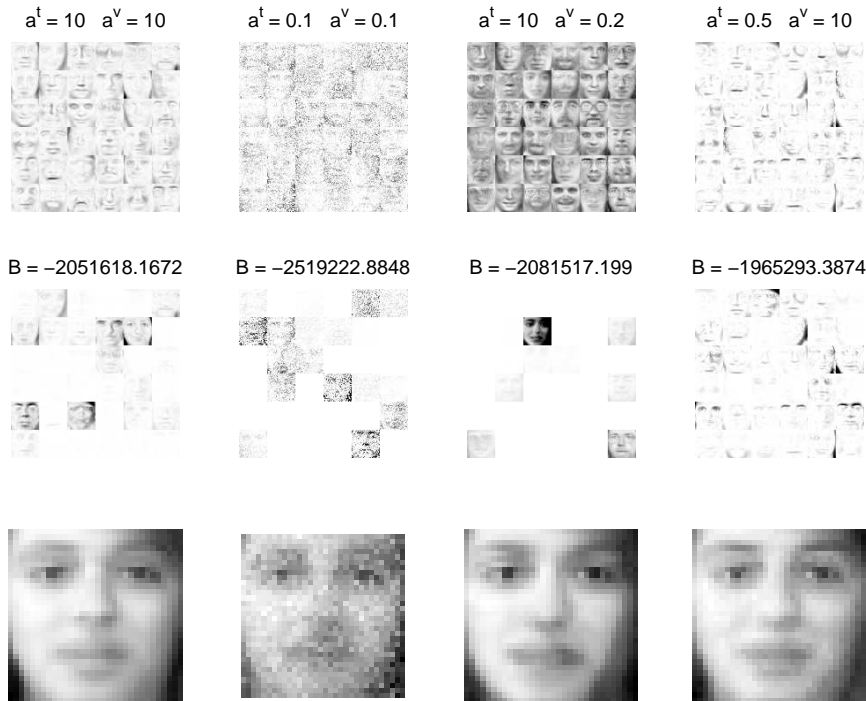 a^t = 10 a^v = 10
a^t = 0.1 a^v = 0.1
a^t = 10 a^v = 0.2
a^t = 0.5 a^v = 10
B = −2051618.1672
B = −2519222.8848
B = −2081517.199
B = −1965293.3874